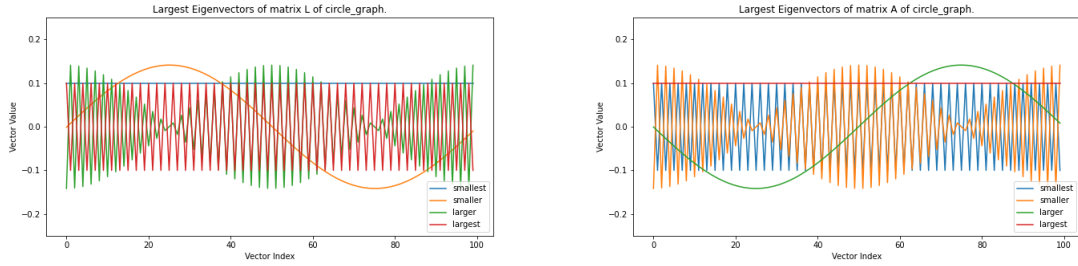 Largest Eigenvectors of matrix L of circle_graph.
0.2
0.1
0.0
−0.1
−0.2
Vector Value
smallest
smaller
larger
largest
0 20 40 60 80 100
Vector Index
Largest Eigenvectors of matrix A of circle_graph.
0.2
0.1
0.0
−0.1
−0.2
Vector Value
smallest
smaller
larger
largest
0 20 40 60 80 100
Vector Index